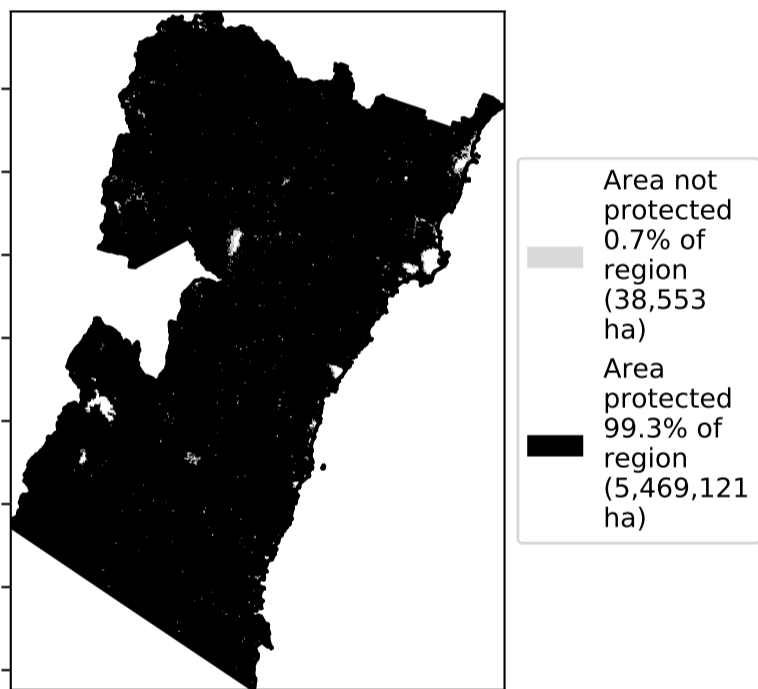 Area not
protected
0.7% of
region
(38,553
ha)
Area
protected
99.3% of
region
(5,469,121
ha)